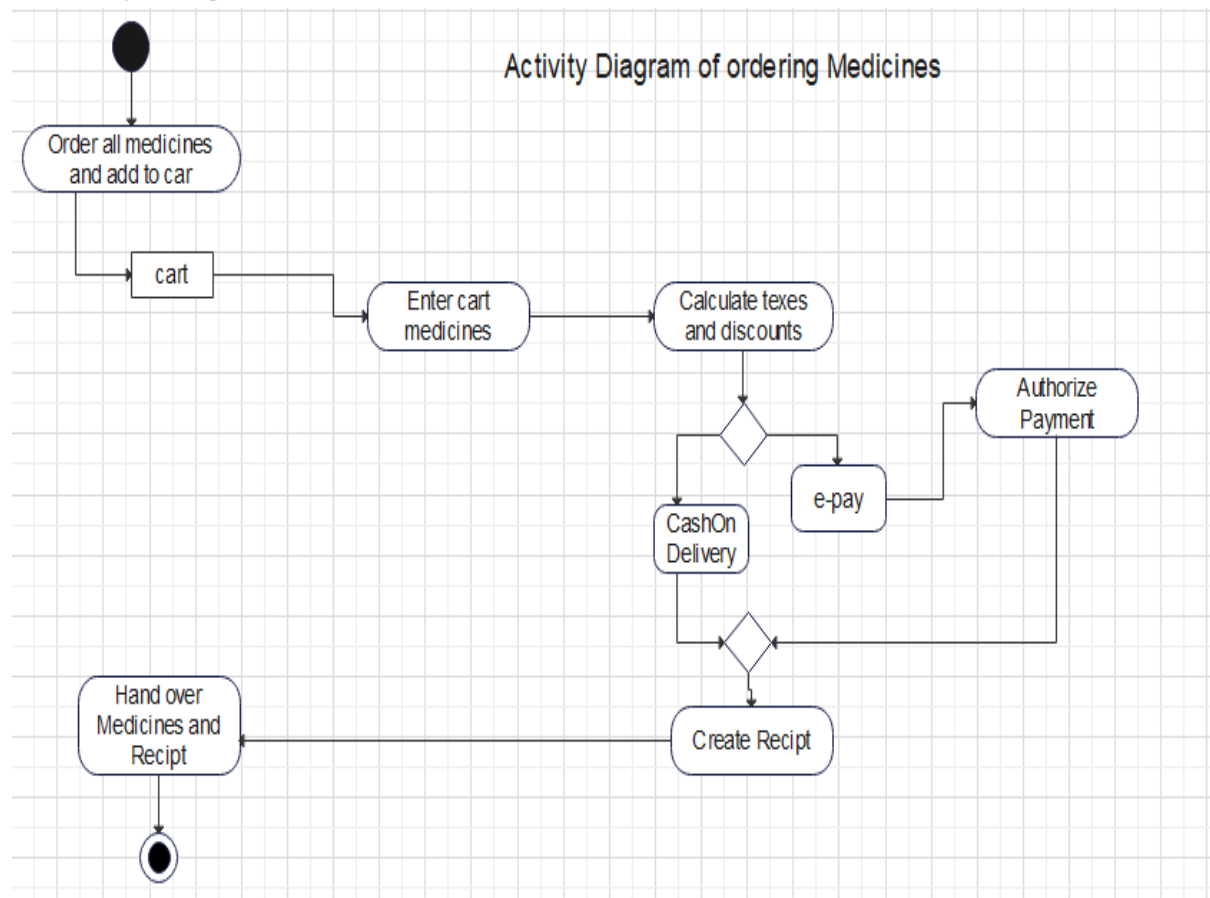 Activity Diagram of ordering Medicines
Order all medicines
and add to car
cart
Enter cart
medicines
Calculate texes
and discounts
Authorize
Payment
e-pay
CashOn
Delivery
Create Recipt
Hand over
Medicines and
Recipt